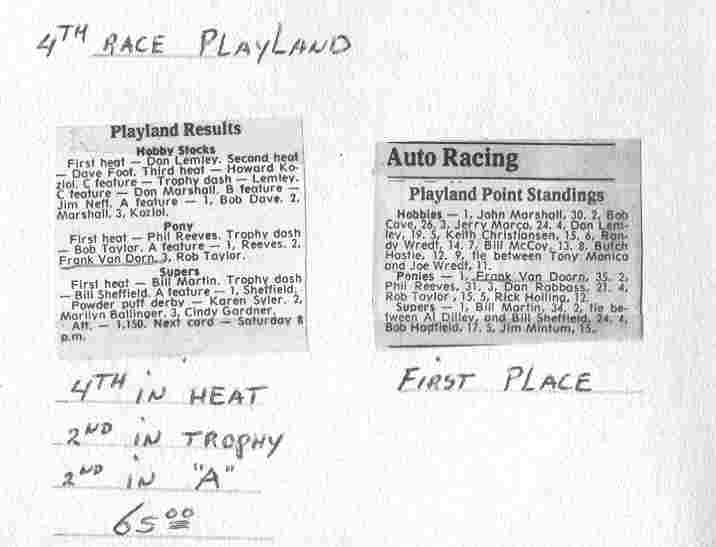 4TH RACE PLAYLAND
Playland Results
Hobby Stocks
First heat — Don Lemley. Second heat
— Dave Foot. Third heat — Howard Ko-
zlol. C feature — Trophy dash — Lemley.
C feature — Don Marshall. B feature —
Jim Neff. A feature — 1, Bob Dave. 2,
Marshall. 3, Kozlol.
Pony
First heat — Phil Reeves. Trophy dash
— Bob Taylor. A feature — 1, Reeves. 2,
Frank Van Dorn. 3, Rob Taylor.
Supers
First heat — Bill Martin. Trophy dash
— Bill Sheffield. A feature — 1, Sheffield.
Powder puff derby — Karen Syler. 2,
Marilyn Ballinger. 3, Cindy Gardner.
Att. — 1,150. Next card — Saturday 8
p.m.
4TH IN HEAT
2ND IN TROPHY
2ND IN "A"
65.00
Auto Racing
Playland Point Standings
Hobbies — 1, John Marshall, 30. 2, Bob
Cave, 26. 3, Jerry Marco, 24. 4, Don Lem-
ley, 19. 5, Keith Christiansen, 15. 6, Ran-
dy Wredt, 14. 7, Bill McCoy, 13. 8, Butch
Hastie, 12. 9, tie between Tony Monico
and Joe Wredt, 11.
Ponies — 1, Frank Van Doorn, 35. 2,
Phil Reeves, 31. 3, Dan Rabbass, 21. 4,
Rob Taylor, 15. 5, Rick Holling, 12.
Supers — 1, Bill Martin, 34. 2, tie be-
tween Al Dilley, and Bill Sheffield, 24. 4,
Bob Hadfield, 17. 5, Jim Mintum, 15.
FIRST PLACE